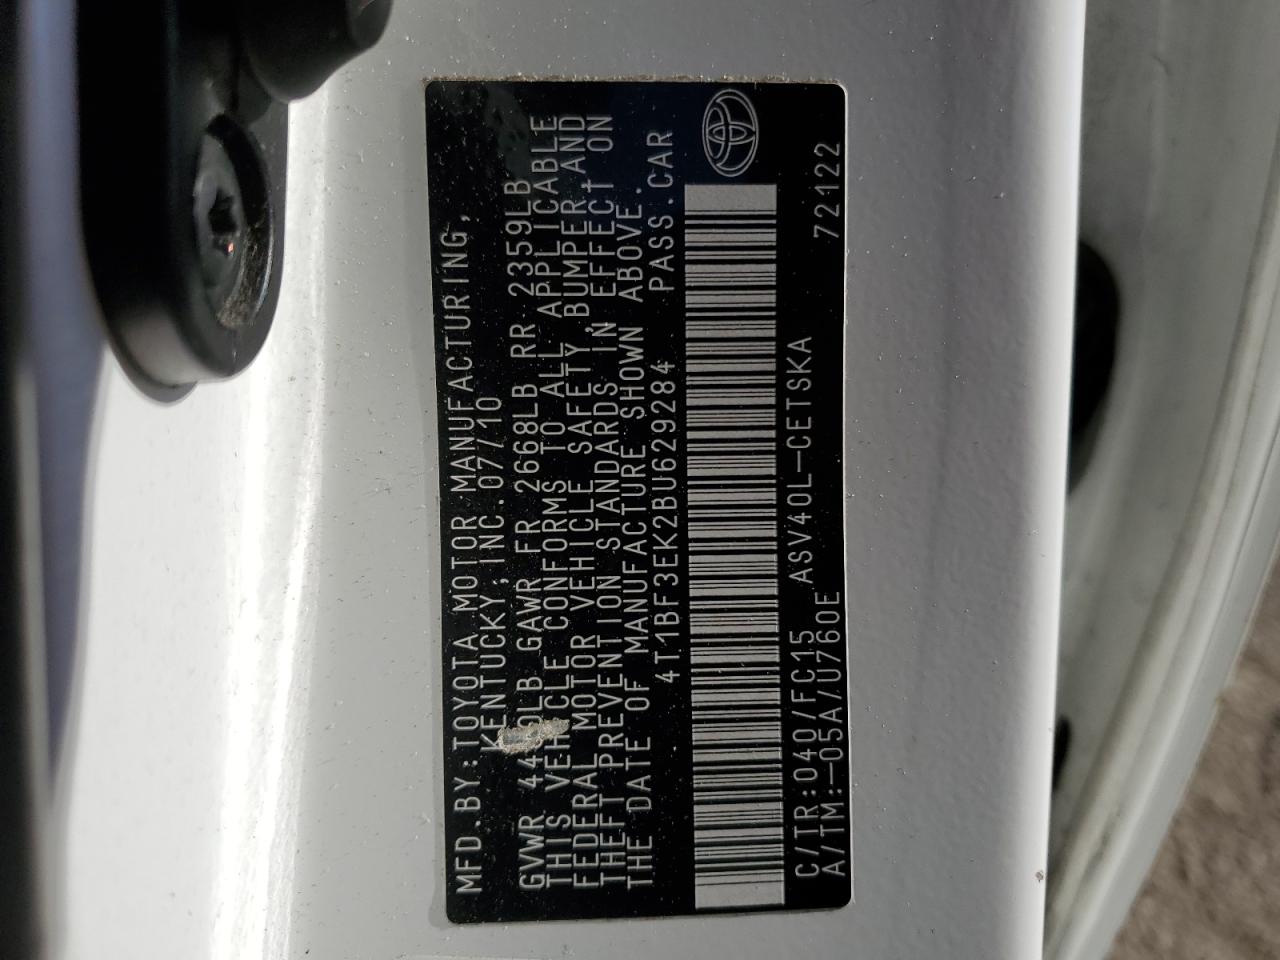 MFD.BY:TOYOTA MOTOR MANUFACTURING,
KENTUCKY,INC.07/10
GVWR LB GAWR FR 2668LB RR 2359LB
THIS VEHICLE CONFORMS TO ALL APPLICABLE
FEDERAL MOTOR VEHICLE SAFETY,BUMPER,AND
THEFT PREVENTION STANDARDS IN EFFECT ON
THE DATE OF MANUFACTURE SHOWN ABOVE.
4T1BF3EK2BU629284 PASS.CAR
C/TR:040/FC15 ASV40L-CETSKA 72122
A/TM:-05A/U760E